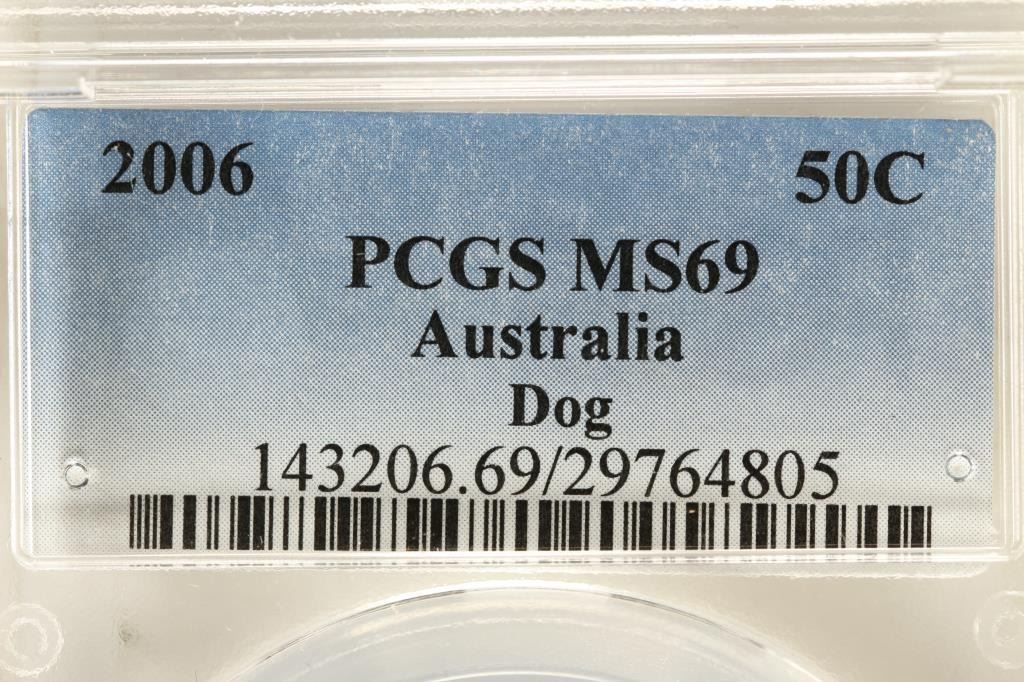 2006 50C
PCGS MS69
Australia
Dog
143206.69/29764805